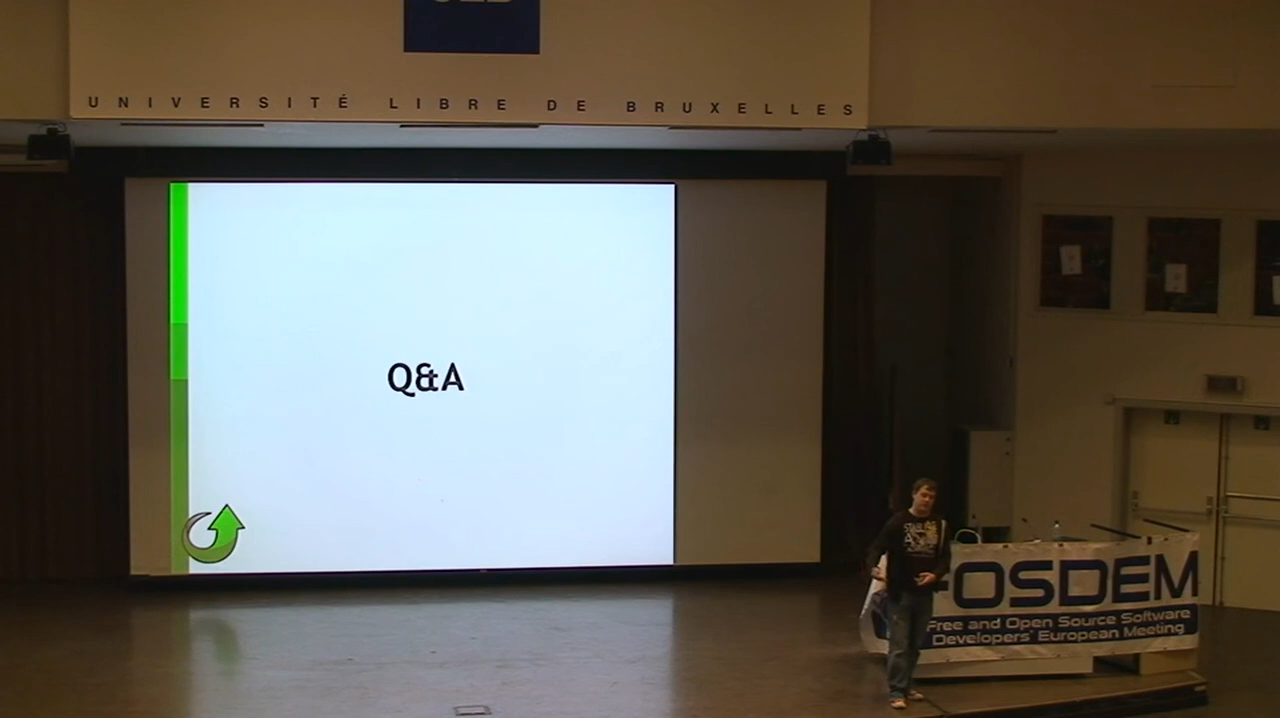 UNIVERSITÉ LIBRE DE BRUXELLES
Q&A
FOSDEM
Free and Open Source Software
Developers' European Meeting